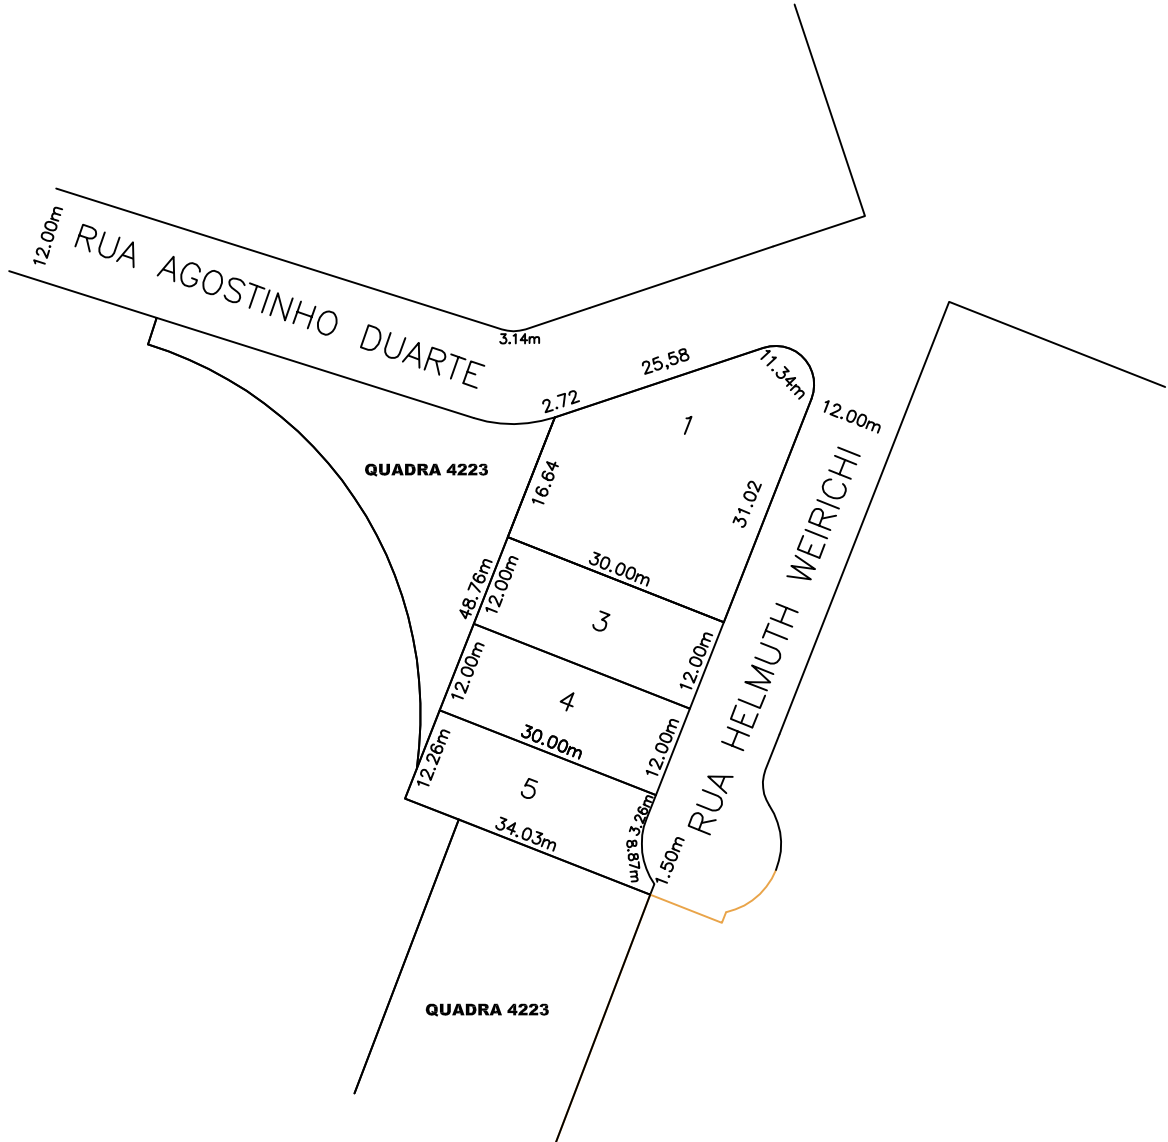 12.00m
RUA AGOSTINHO DUARTE
3.14m
2.72
25,58
11.34m
12.00m
1
QUADRA 4223
16.64
31.02
RUA HELMUTH WEIRICHI
30.00m
48.76m
12.00m
3
12.00m
12.00m
4
12.00m
30.00m
12.26m
5
3.26m
8.87m
1.50m
34.03m
QUADRA 4223